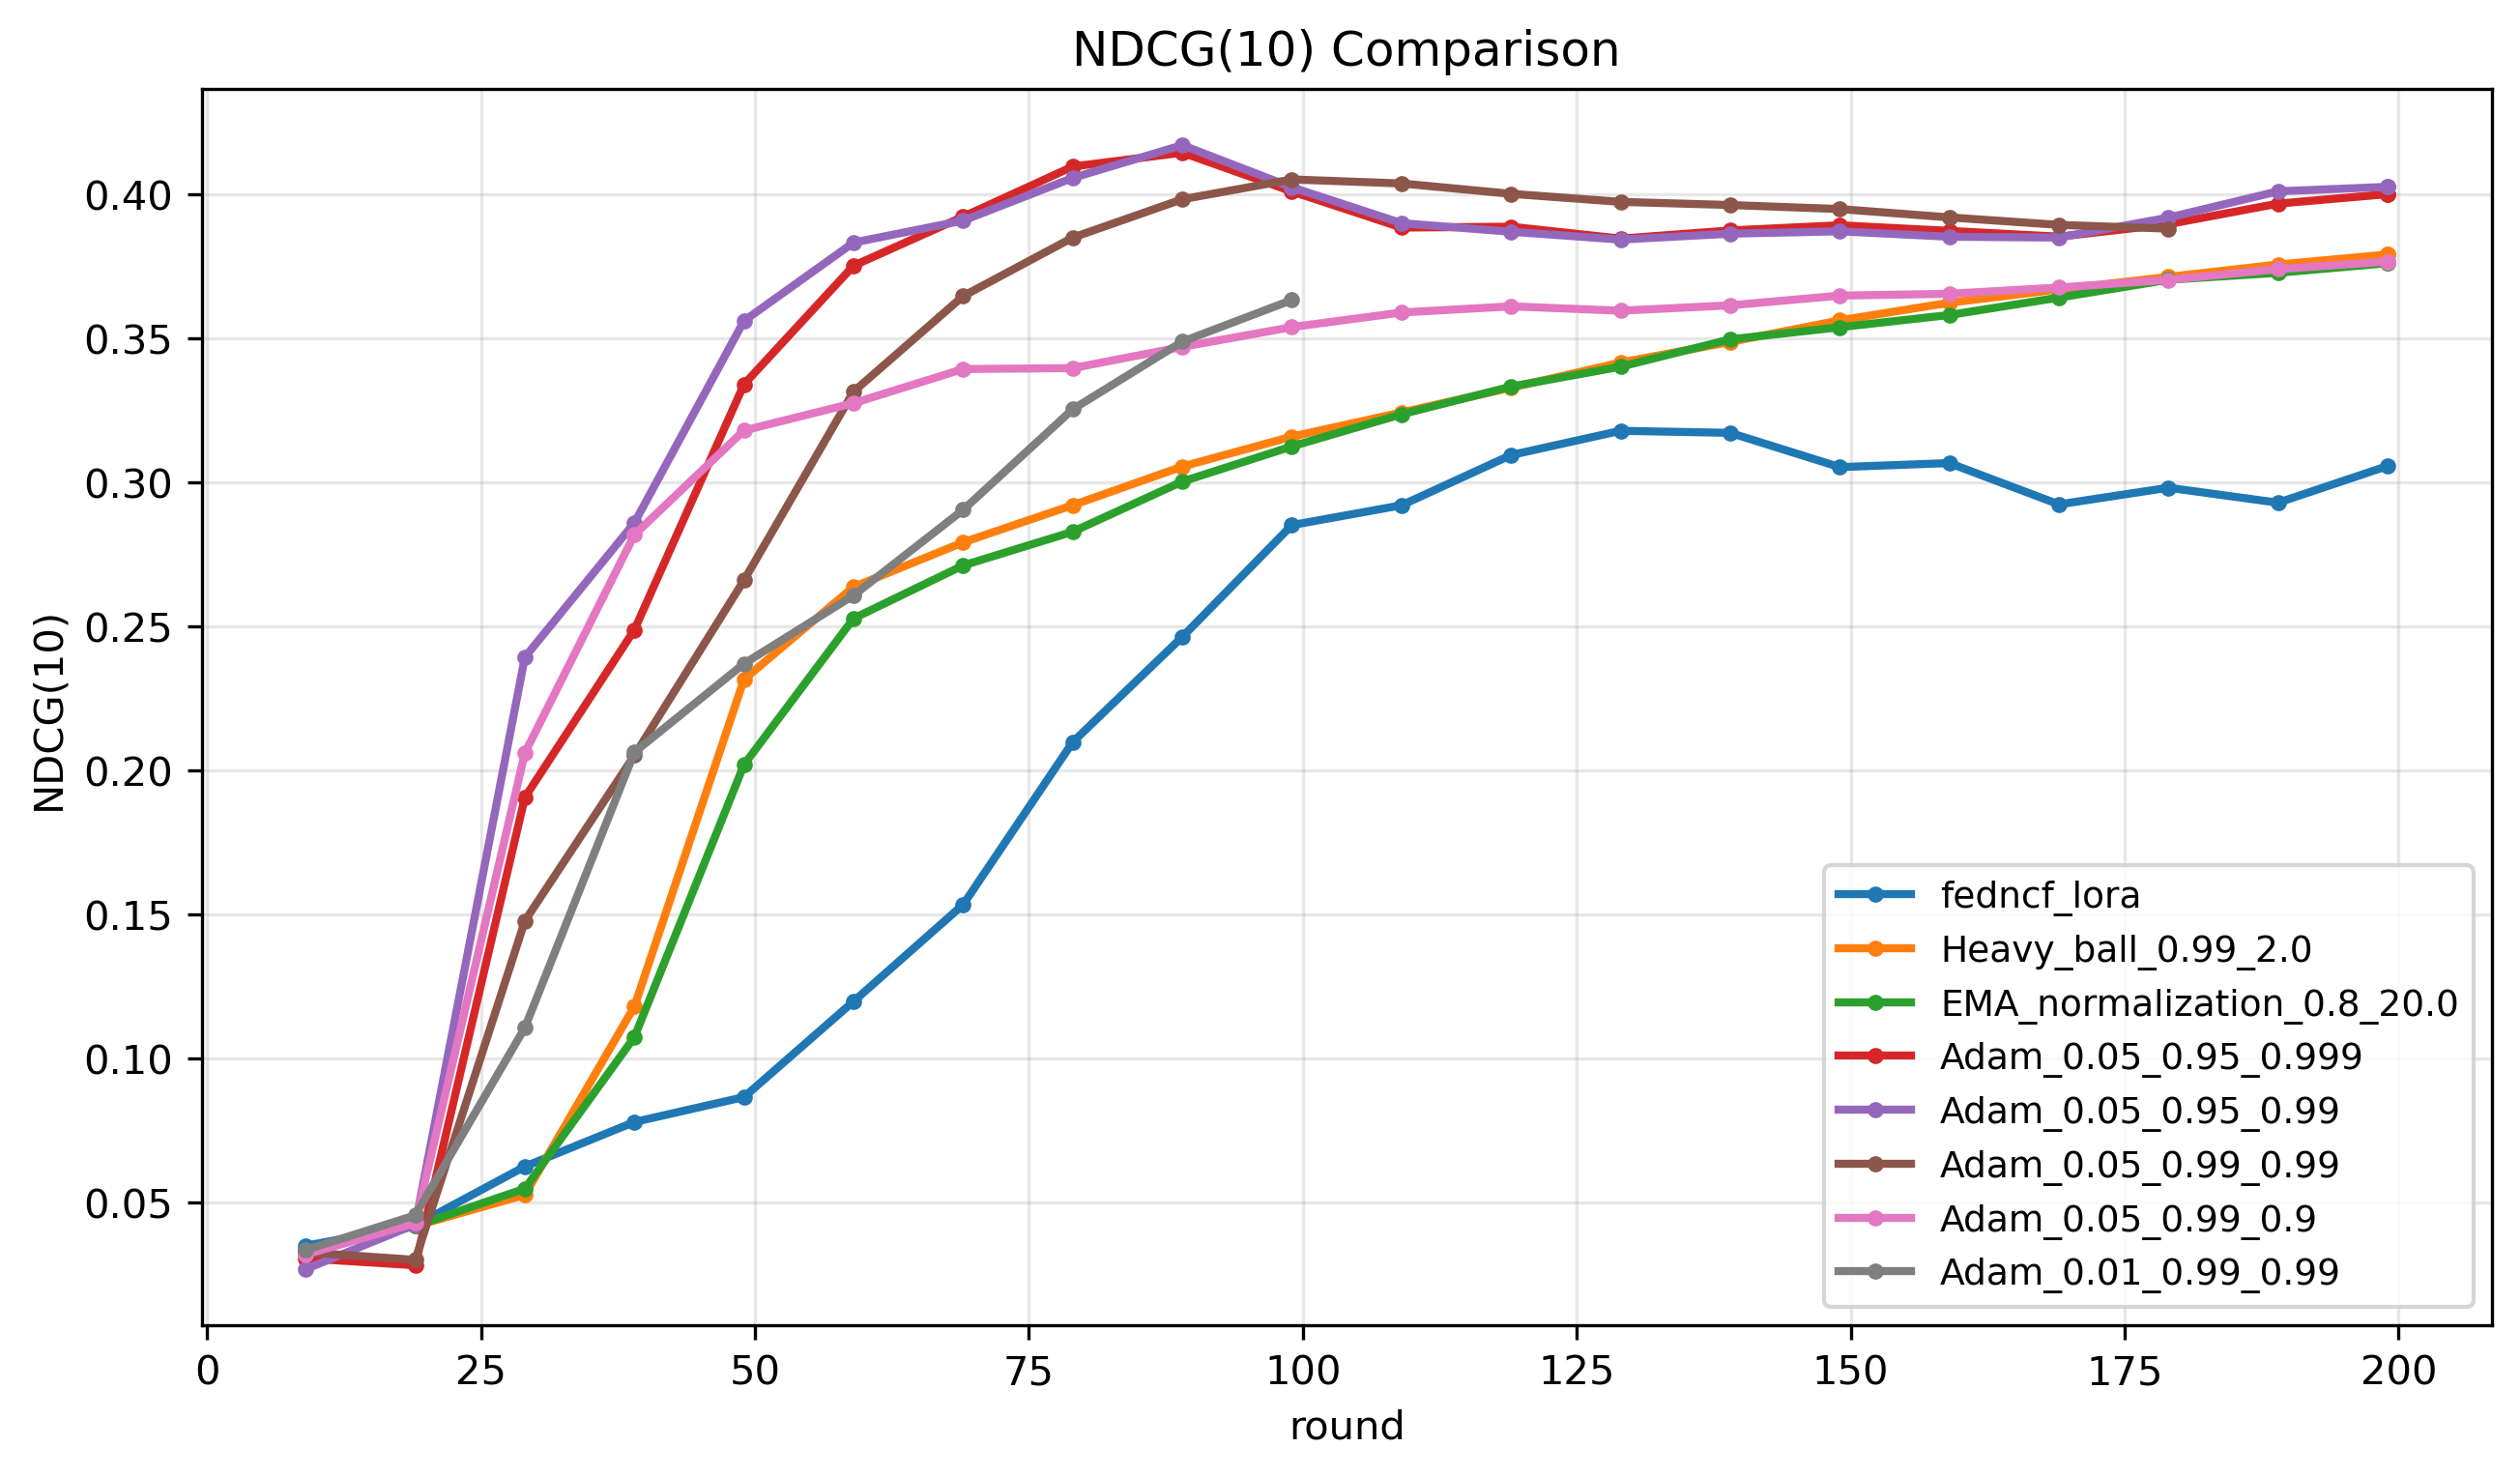 NDCG(10) Comparison
NDCG(10)
0.40
0.35
0.30
0.25
0.20
0.15
0.10
0.05
0 25 50 75 100 125 150 175 200
round
fedncf_lora
Heavy_ball_0.99_2.0
EMA_normalization_0.8_20.0
Adam_0.05_0.95_0.999
Adam_0.05_0.95_0.99
Adam_0.05_0.99_0.99
Adam_0.05_0.99_0.9
Adam_0.01_0.99_0.99